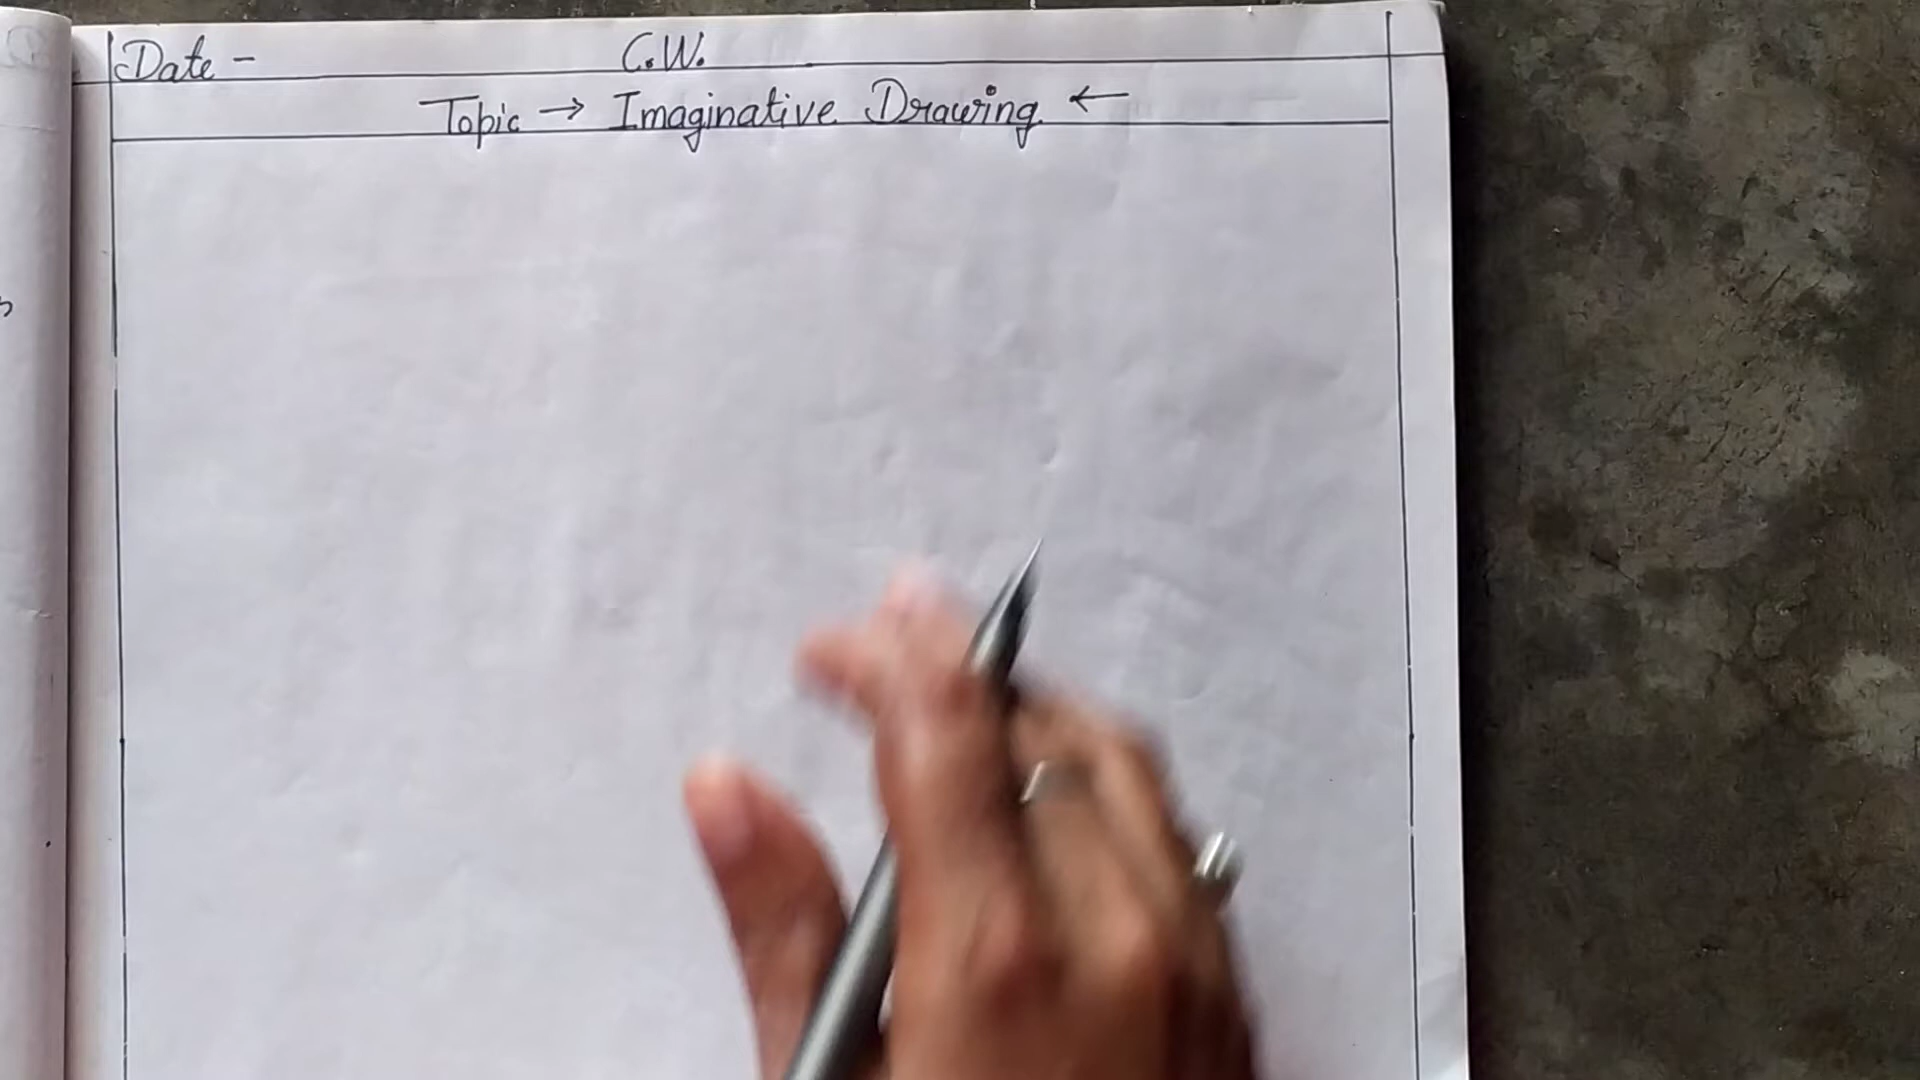 Date - C.W.
Topic → Imaginative Drawing ←